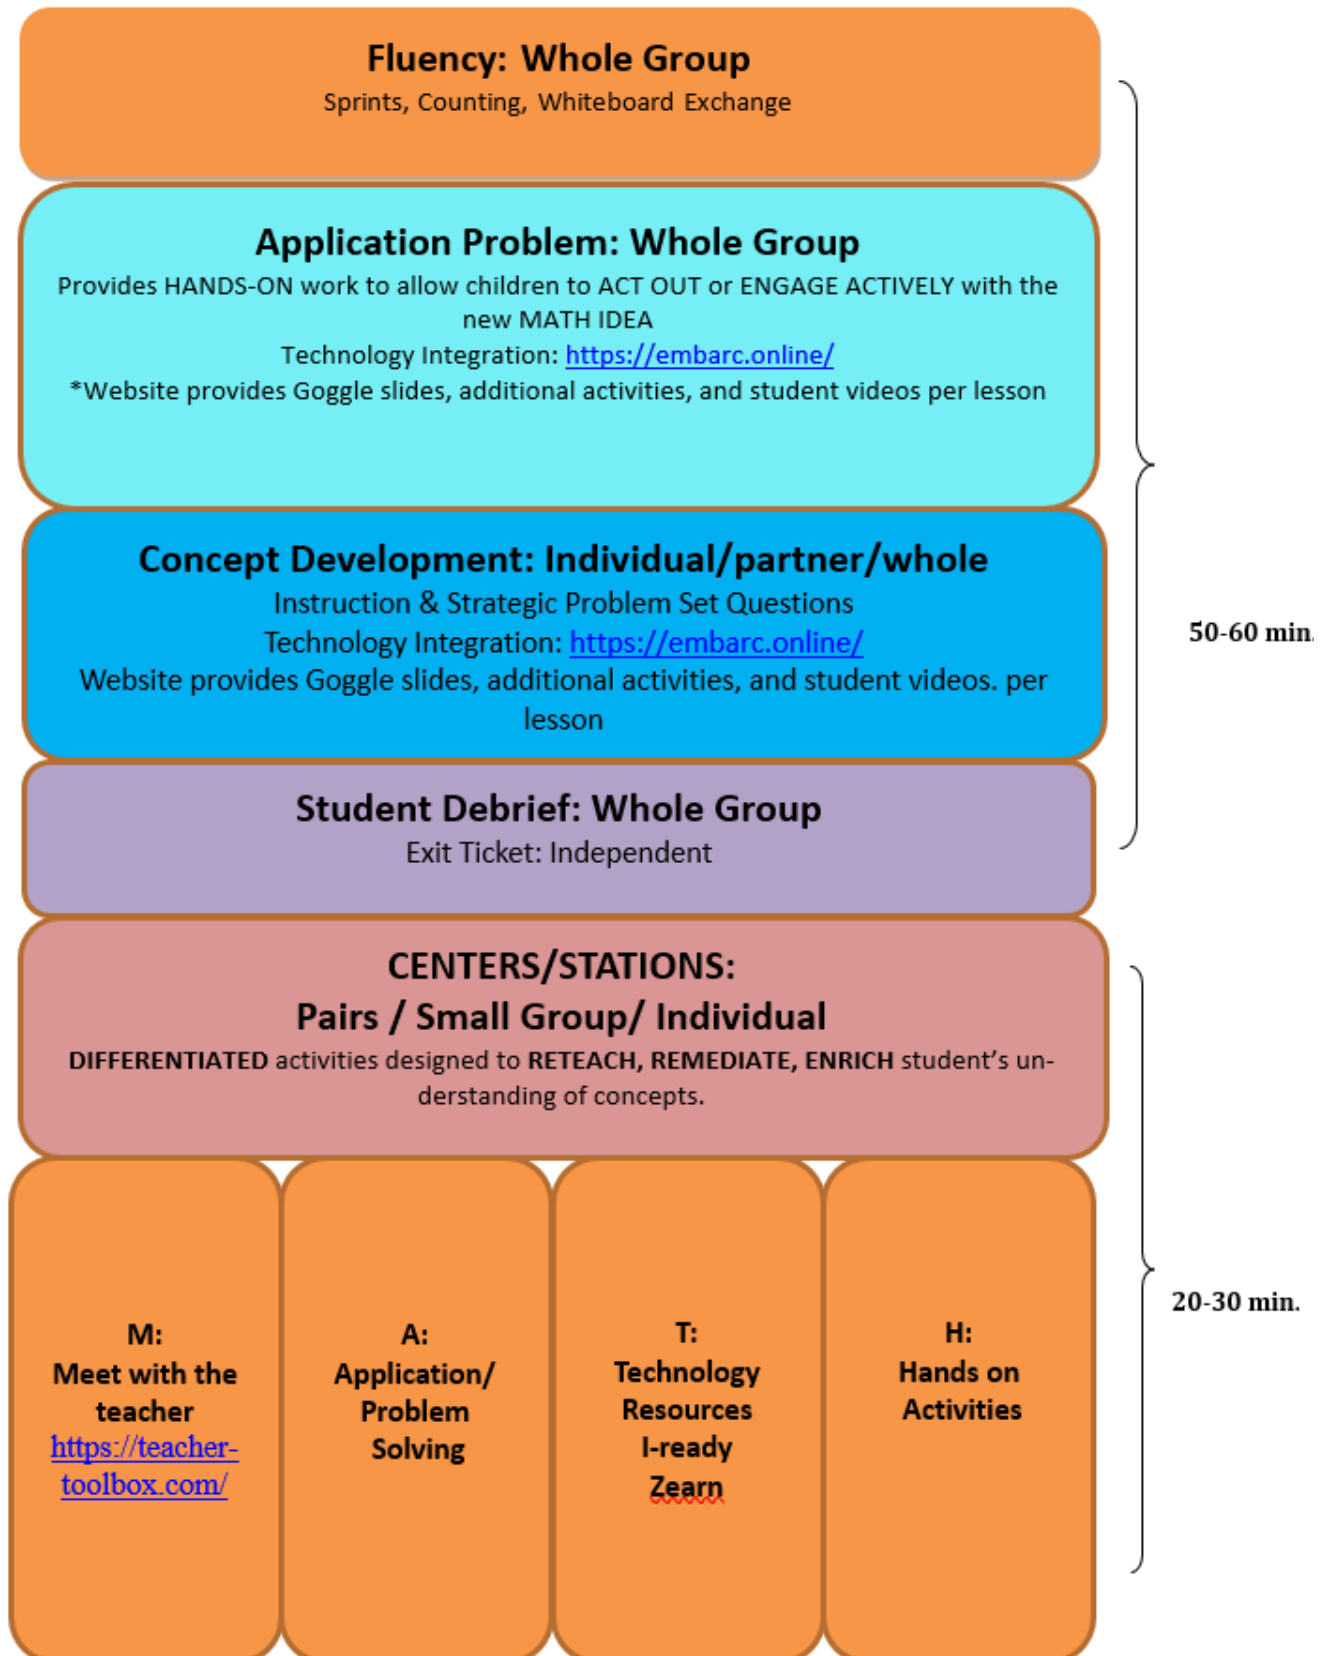 Fluency: Whole Group
Sprints, Counting, Whiteboard Exchange
Application Problem: Whole Group
Provides HANDS-ON work to allow children to ACT OUT or ENGAGE ACTIVELY with the
new MATH IDEA
Technology Integration: https://embarc.online/
*Website provides Goggle slides, additional activities, and student videos per lesson
Concept Development: Individual/partner/whole
Instruction & Strategic Problem Set Questions
Technology Integration: https://embarc.online/
Website provides Goggle slides, additional activities, and student videos. per
lesson
Student Debrief: Whole Group
Exit Ticket: Independent
50-60 min.
CENTERS/STATIONS:
Pairs / Small Group/ Individual
DIFFERENTIATED activities designed to RETEACH, REMEDIATE, ENRICH student's un-
derstanding of concepts.
M:
Meet with the
teacher
https://teacher-
toolbox.com/
A:
Application/
Problem
Solving
T:
Technology
Resources
I-ready
Zearn
H:
Hands on
Activities
20-30 min.